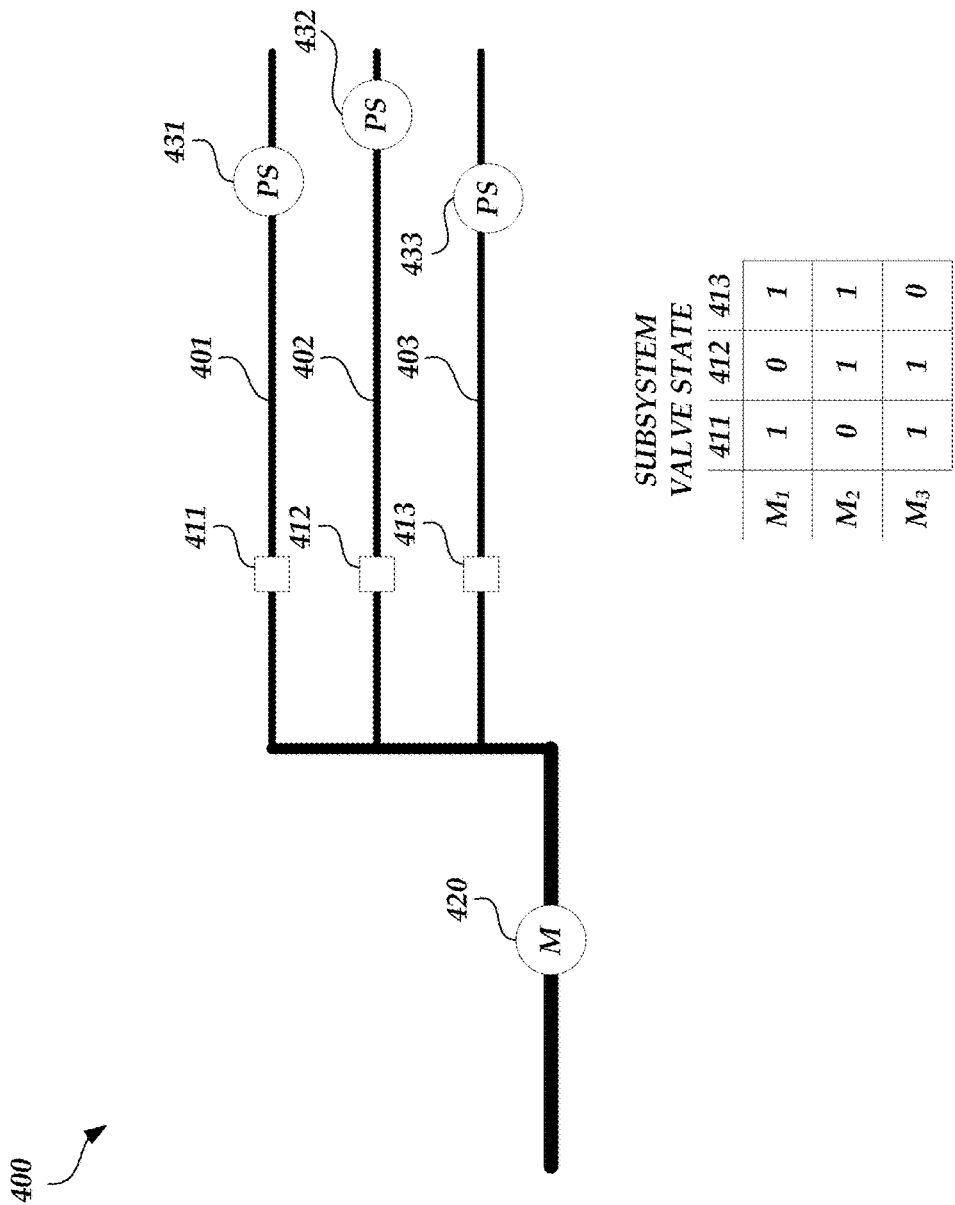 400
411
401
431
PS
412
402
432
PS
413
403
433
PS
420
M
SUBSYSTEM
VALVE STATE
411 412 413
M₁ 1 0 1
M₂ 0 1 1
M₃ 1 1 0